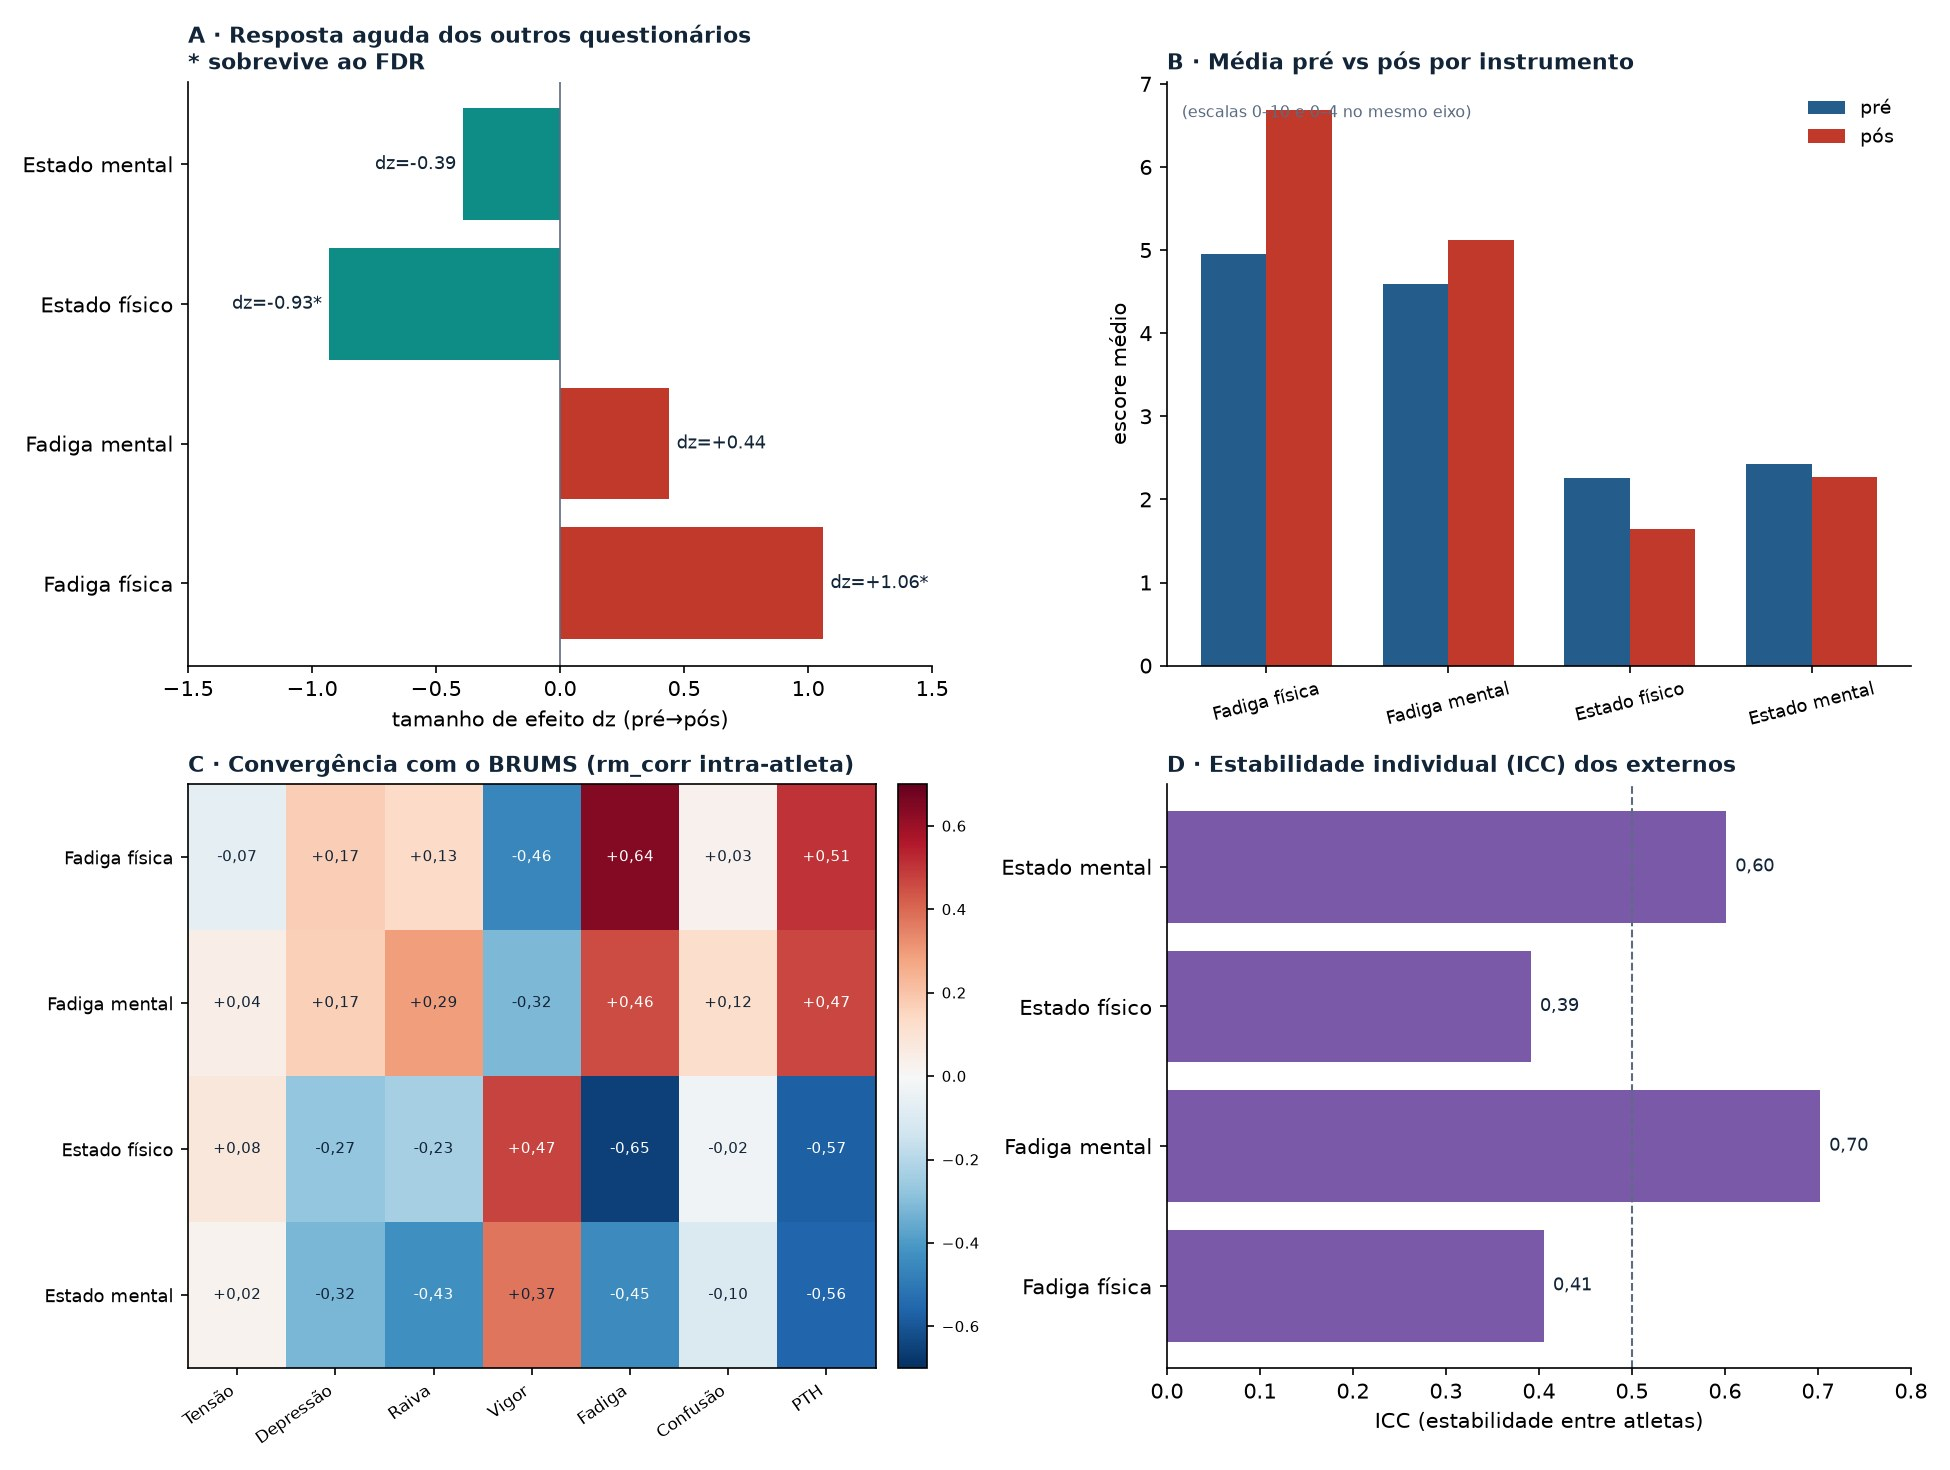 A · Resposta aguda dos outros questionários
* sobrevive ao FDR
Estado mental
dz=-0.39
Estado físico
dz=-0.93*
Fadiga mental
dz=+0.44
Fadiga física
dz=+1.06*
−1.5 −1.0 −0.5 0.0 0.5 1.0 1.5
tamanho de efeito dz (pré→pós)
B · Média pré vs pós por instrumento
(escalas 0-10 e 0-4 no mesmo eixo)
pré
pós
7
6
5
4
3
2
1
0
escore médio
Fadiga física Fadiga mental Estado físico Estado mental
C · Convergência com o BRUMS (rm_corr intra-atleta)
Fadiga física -0,07 +0,17 +0,13 -0,46 +0,64 +0,03 +0,51
Fadiga mental +0,04 +0,17 +0,29 -0,32 +0,46 +0,12 +0,47
Estado físico +0,08 -0,27 -0,23 +0,47 -0,65 -0,02 -0,57
Estado mental +0,02 -0,32 -0,43 +0,37 -0,45 -0,10 -0,56
Tensão Depressão Raiva Vigor Fadiga Confusão PTH
0.6
0.4
0.2
0.0
−0.2
−0.4
−0.6
D · Estabilidade individual (ICC) dos externos
Estado mental 0,60
Estado físico 0,39
Fadiga mental 0,70
Fadiga física 0,41
0.0 0.1 0.2 0.3 0.4 0.5 0.6 0.7 0.8
ICC (estabilidade entre atletas)